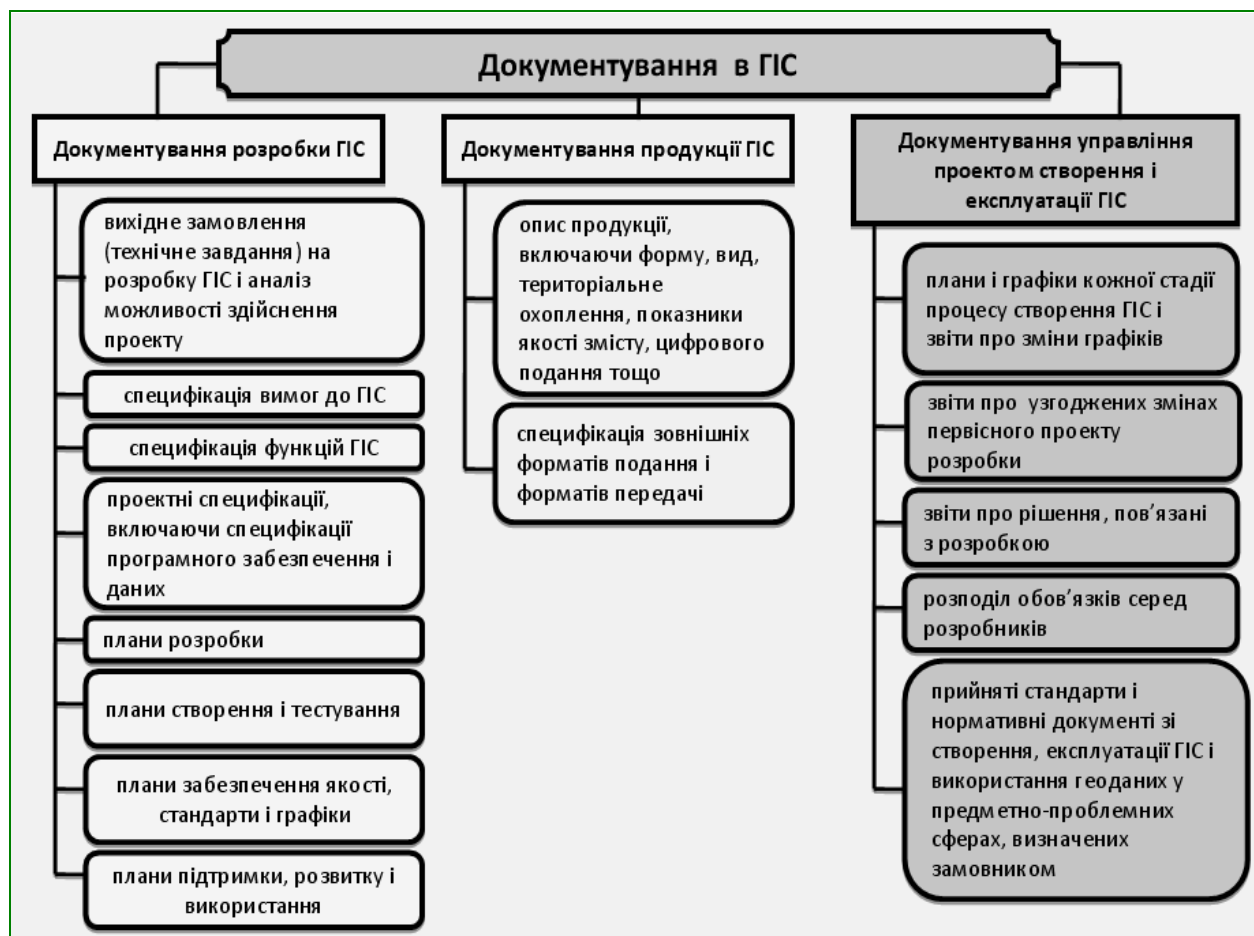 Документування в ГІС
Документування розробки ГІС
вихідне замовлення
(технічне завдання) на
розробку ГІС і аналіз
можливості здійснення
проекту
специфікація вимог до ГІС
специфікація функцій ГІС
проектні специфікації,
включаючи специфікації
програмного забезпечення і
даних
плани розробки
плани створення і тестування
плани забезпечення якості,
стандарти і графіки
плани підтримки, розвитку і
використання
Документування продукції ГІС
опис продукції,
включаючи форму, вид,
територіальне
охоплення, показники
якості змісту, цифрового
подання тощо
специфікація зовнішніх
форматів подання і
форматів передачі
Документування управління
проектом створення і
експлуатації ГІС
плани і графіки кожної стадії
процесу створення ГІС і
звіти про зміни графіків
звіти про узгоджених змінах
первісного проекту
розробки
звіти про рішення, пов’язані
з розробкою
розподіл обов’язків серед
розробників
прийняті стандарти і
нормативні документі зі
створення, експлуатації ГІС і
використання геоданих у
предметно-проблемних
сферах, визначених
замовником